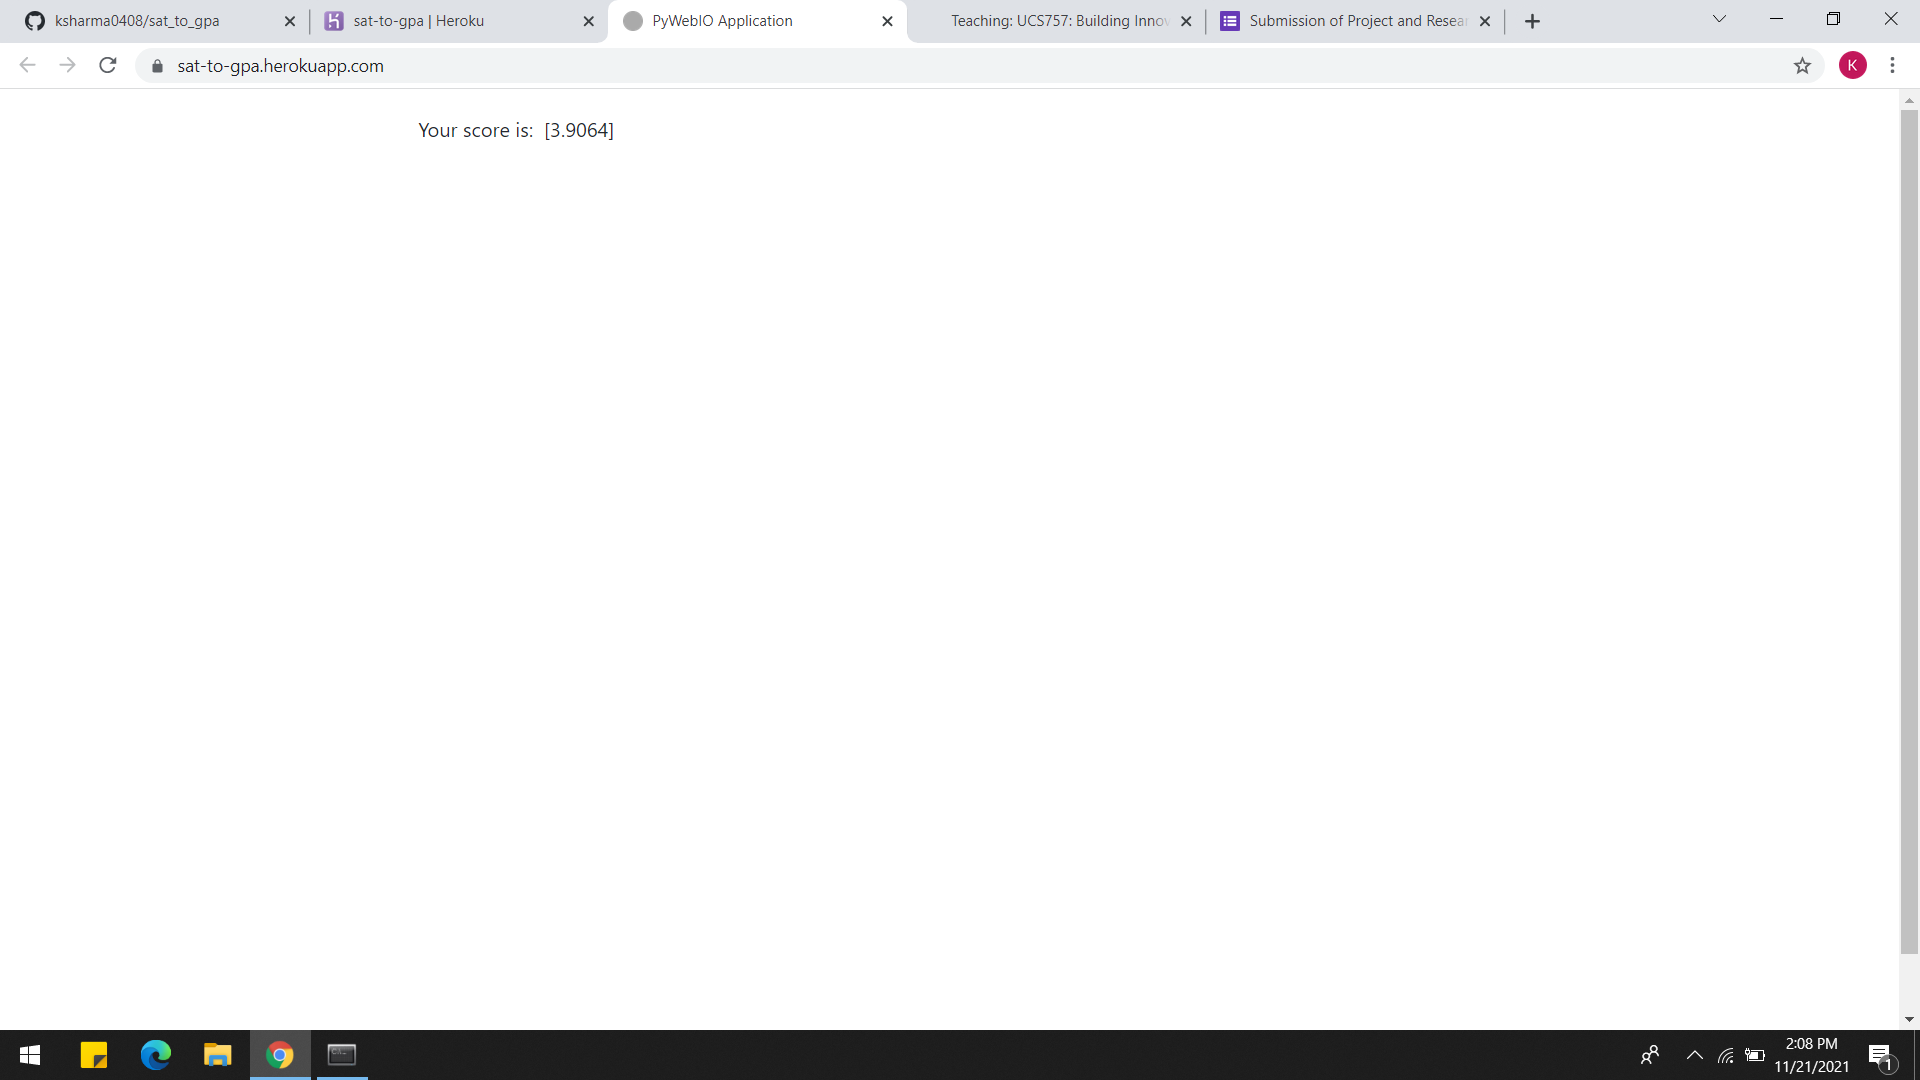 ksharma0408/sat_to_gpa
sat-to-gpa | Heroku
PyWebIO Application
Teaching: UCS757: Building Innov
Submission of Project and Resear
sat-to-gpa.herokuapp.com
K
Your score is: [3.9064]
2:08 PM
11/21/2021
1